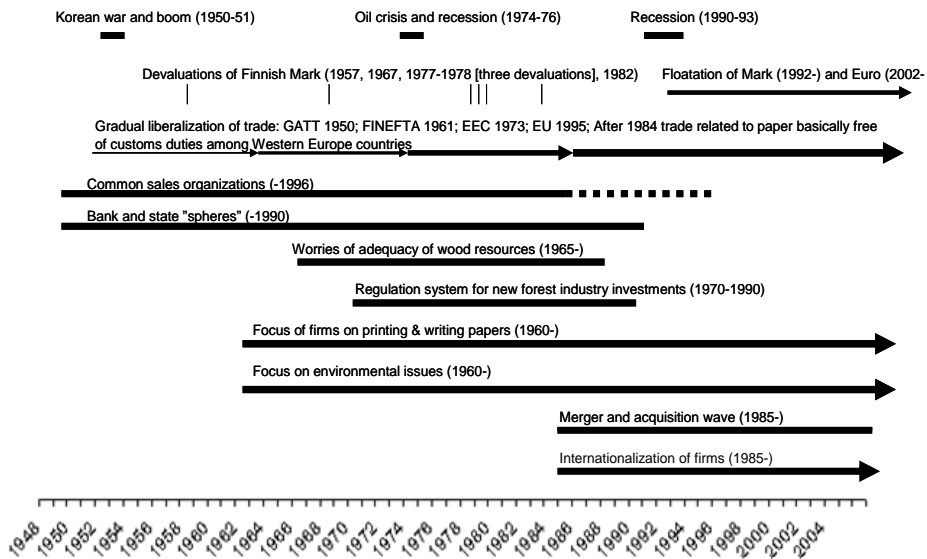 Korean war and boom (1950-51)
Oil crisis and recession (1974-76)
Recession (1990-93)
Devaluations of Finnish Mark (1957, 1967, 1977-1978 [three devaluations], 1982)
Floatation of Mark (1992-) and Euro (2002-
Gradual liberalization of trade: GATT 1950; FINEFTA 1961; EEC 1973; EU 1995; After 1984 trade related to paper basically free
of customs duties among Western Europe countries
Common sales organizations (-1996)
Bank and state "spheres" (-1990)
Worries of adequacy of wood resources (1965-)
Regulation system for new forest industry investments (1970-1990)
Focus of firms on printing & writing papers (1960-)
Focus on environmental issues (1960-)
Merger and acquisition wave (1985-)
Internationalization of firms (1985-)
1948 1950 1952 1954 1956 1958 1960 1962 1964 1966 1968 1970 1972 1974 1976 1978 1980 1982 1984 1986 1988 1990 1992 1994 1996 1998 2000 2002 2004